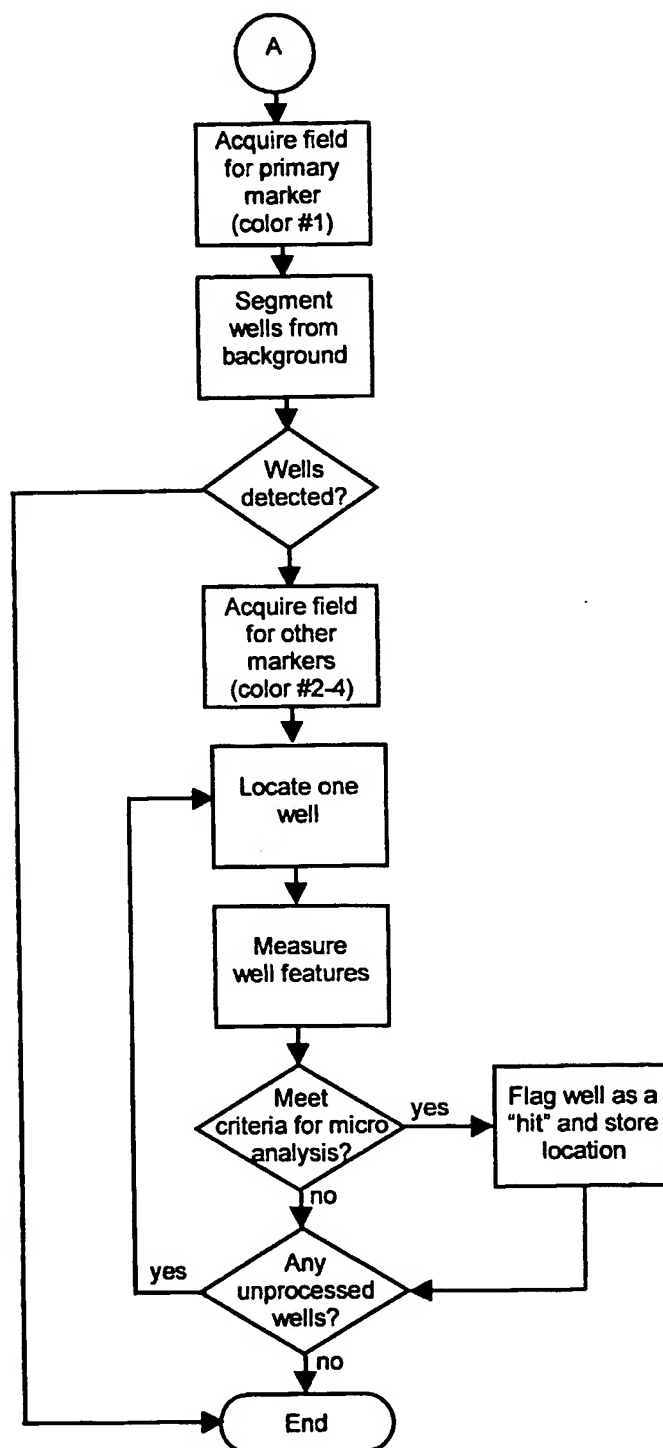 A
Acquire field
for primary
marker
(color #1)
Segment
wells from
background
Wells
detected?
Acquire field
for other
markers
(color #2-4)
Locate one
well
Measure
well features
Meet
criteria for micro
analysis?
yes
Flag well as a
"hit" and store
location
no
Any
unprocessed
wells?
yes
no
End